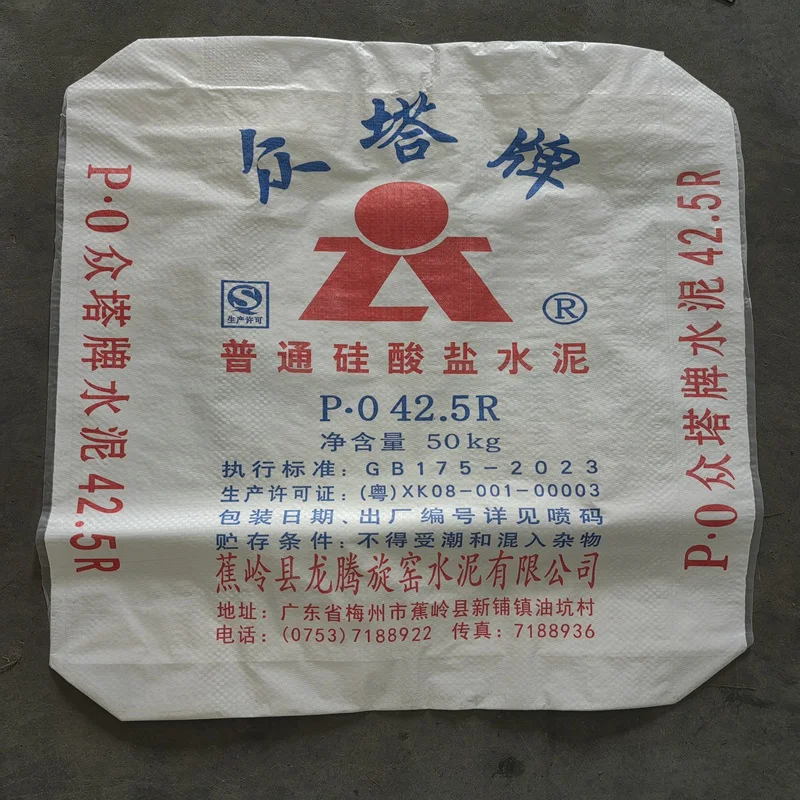 众塔牌
生产许可
®
普通硅酸盐水泥
P·O 42.5R
净含量 50kg
执行标准：GB175-2023
生产许可证：(粤)XK08-001-00003
包装日期、出厂编号详见喷码
贮存条件：不得受潮和混入杂物
蕉岭县龙腾旋窑水泥有限公司
地址：广东省梅州市蕉岭县新铺镇油坑村
电话：(0753)7188922 传真：7188936
P·O众塔牌水泥42.5R
P·O众塔牌水泥42.5R